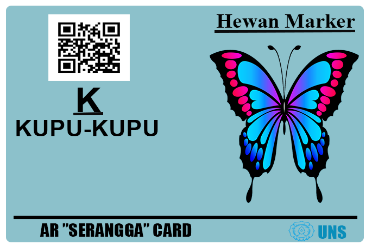 Hewan Marker
K
KUPU-KUPU
AR "SERANGGA" CARD
UNS